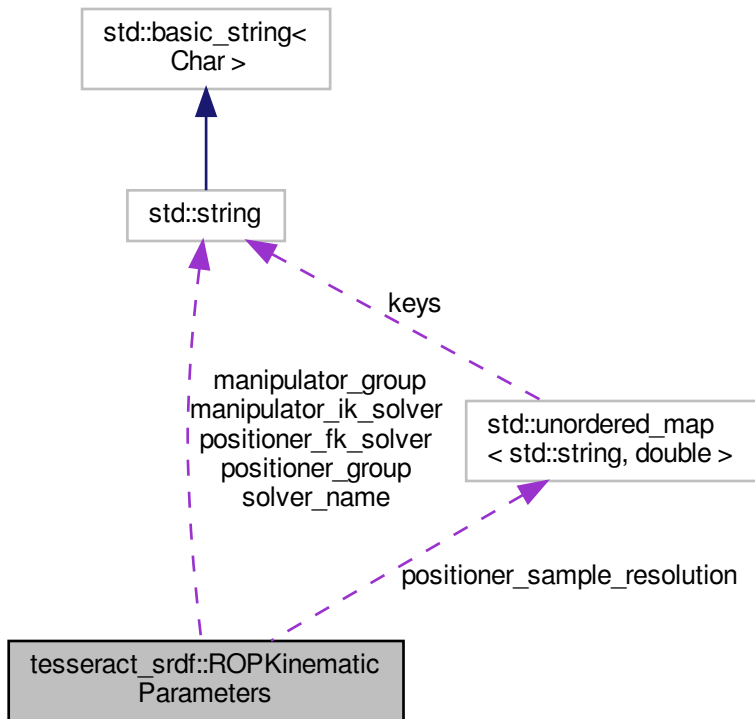 std::basic_string<
Char >
std::string
keys
manipulator_group
manipulator_ik_solver
positioner_fk_solver
positioner_group
solver_name
std::unordered_map
< std::string, double >
positioner_sample_resolution
tesseract_srdf::ROPKinematic
Parameters